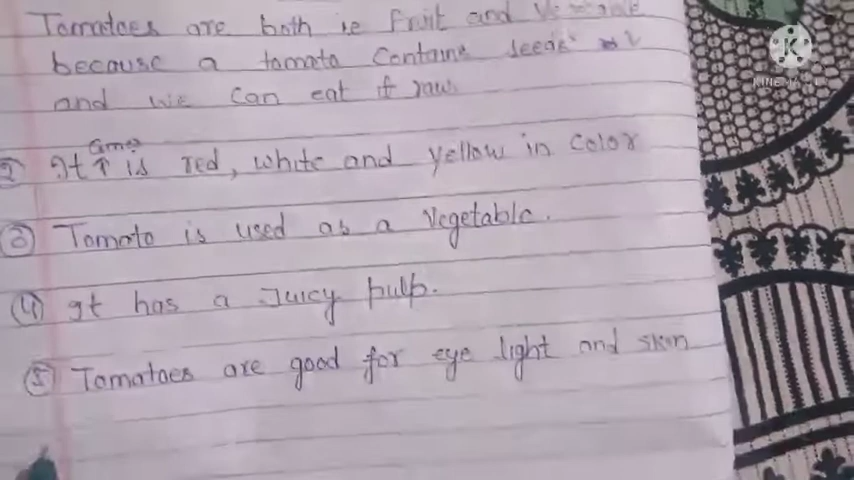 Tomatoes are both ie fruit and
because a tomato contains seeds
and we can eat it raw.
② It is red, white and yellow in color
③ Tomato is used as a vegetable.
④ It has a Juicy pulp.
⑤ Tomatoes are good for eye light and skin
KINEMASTER